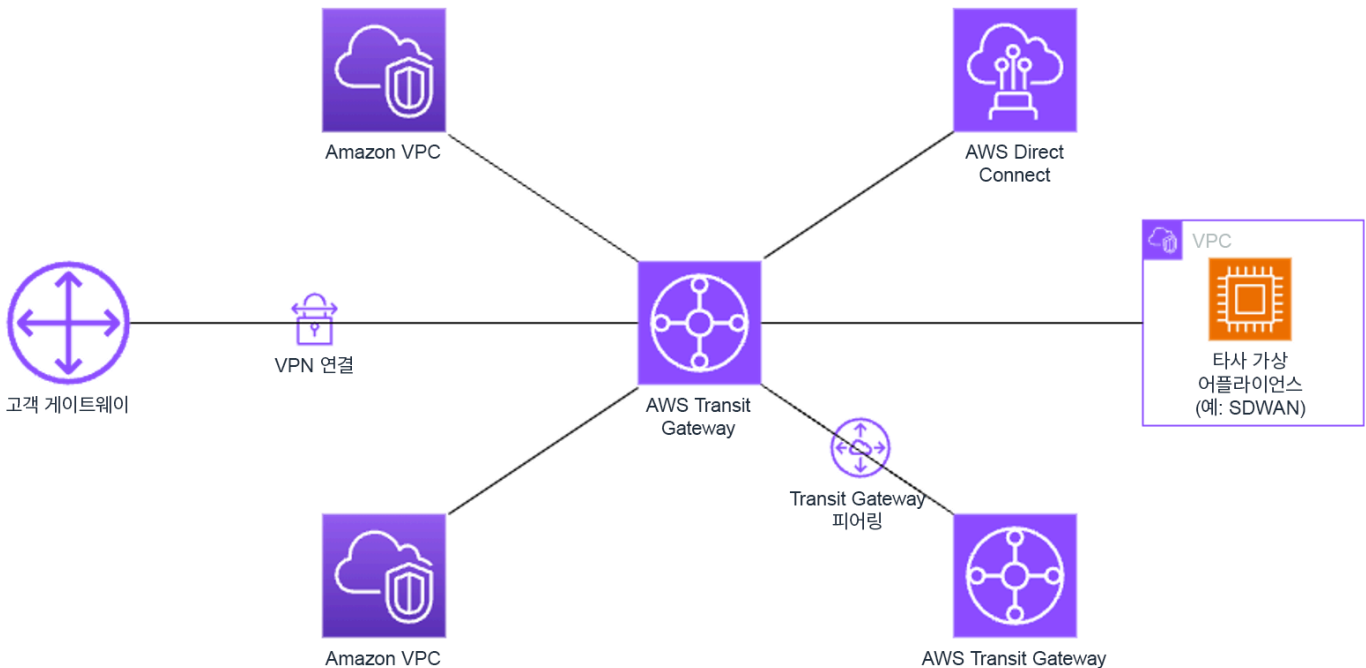 Amazon VPC
AWS Direct
Connect
VPC
타사 가상
어플라이언스
(예: SDWAN)
VPN 연결
고객 게이트웨이
AWS Transit
Gateway
Transit Gateway
피어링
Amazon VPC
AWS Transit Gateway